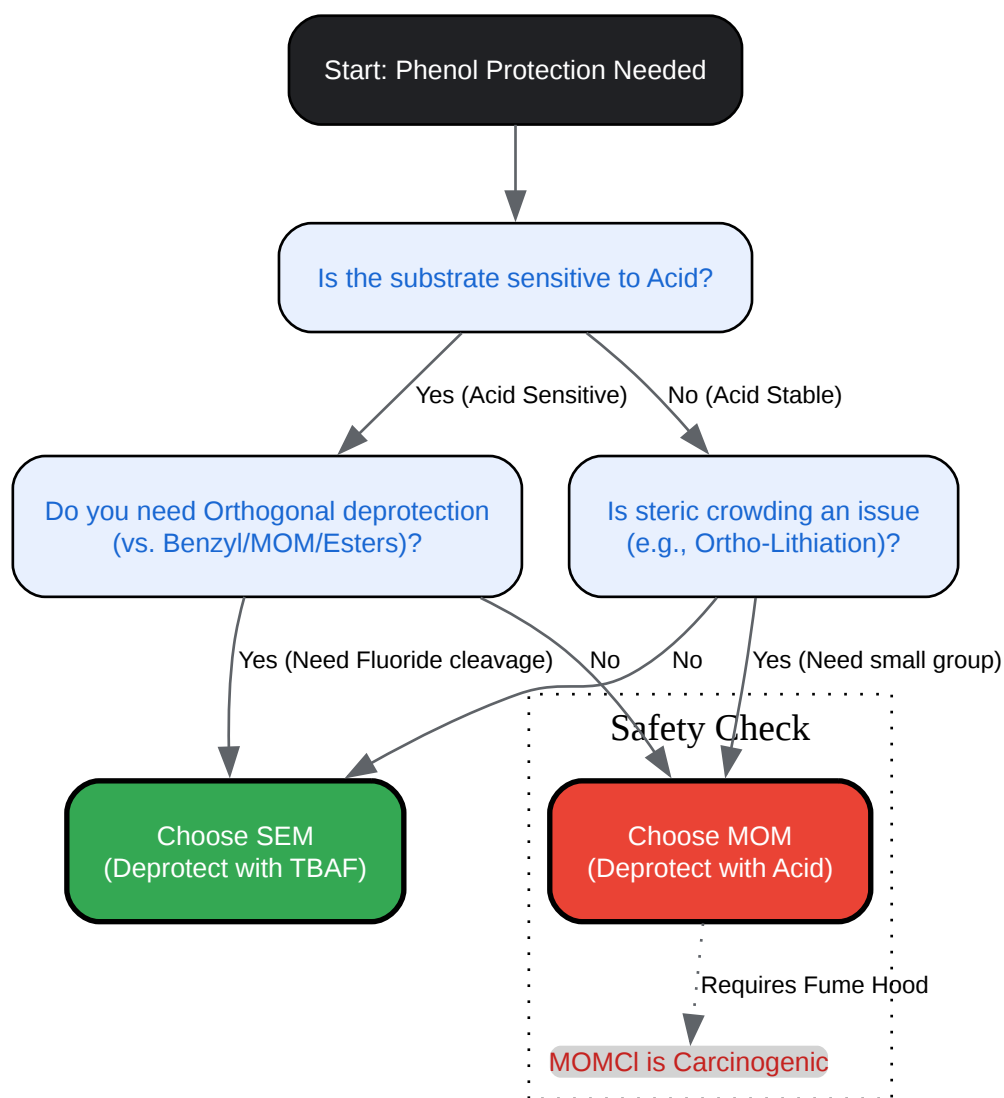 Start: Phenol Protection Needed
Is the substrate sensitive to Acid?
Yes (Acid Sensitive)
No (Acid Stable)
Do you need Orthogonal deprotection
(vs. Benzyl/MOM/Esters)?
Is steric crowding an issue
(e.g., Ortho-Lithiation)?
Yes (Need Fluoride cleavage)
No
No
Yes (Need small group)
Safety Check
Choose SEM
(Deprotect with TBAF)
Choose MOM
(Deprotect with Acid)
Requires Fume Hood
MOMCl is Carcinogenic